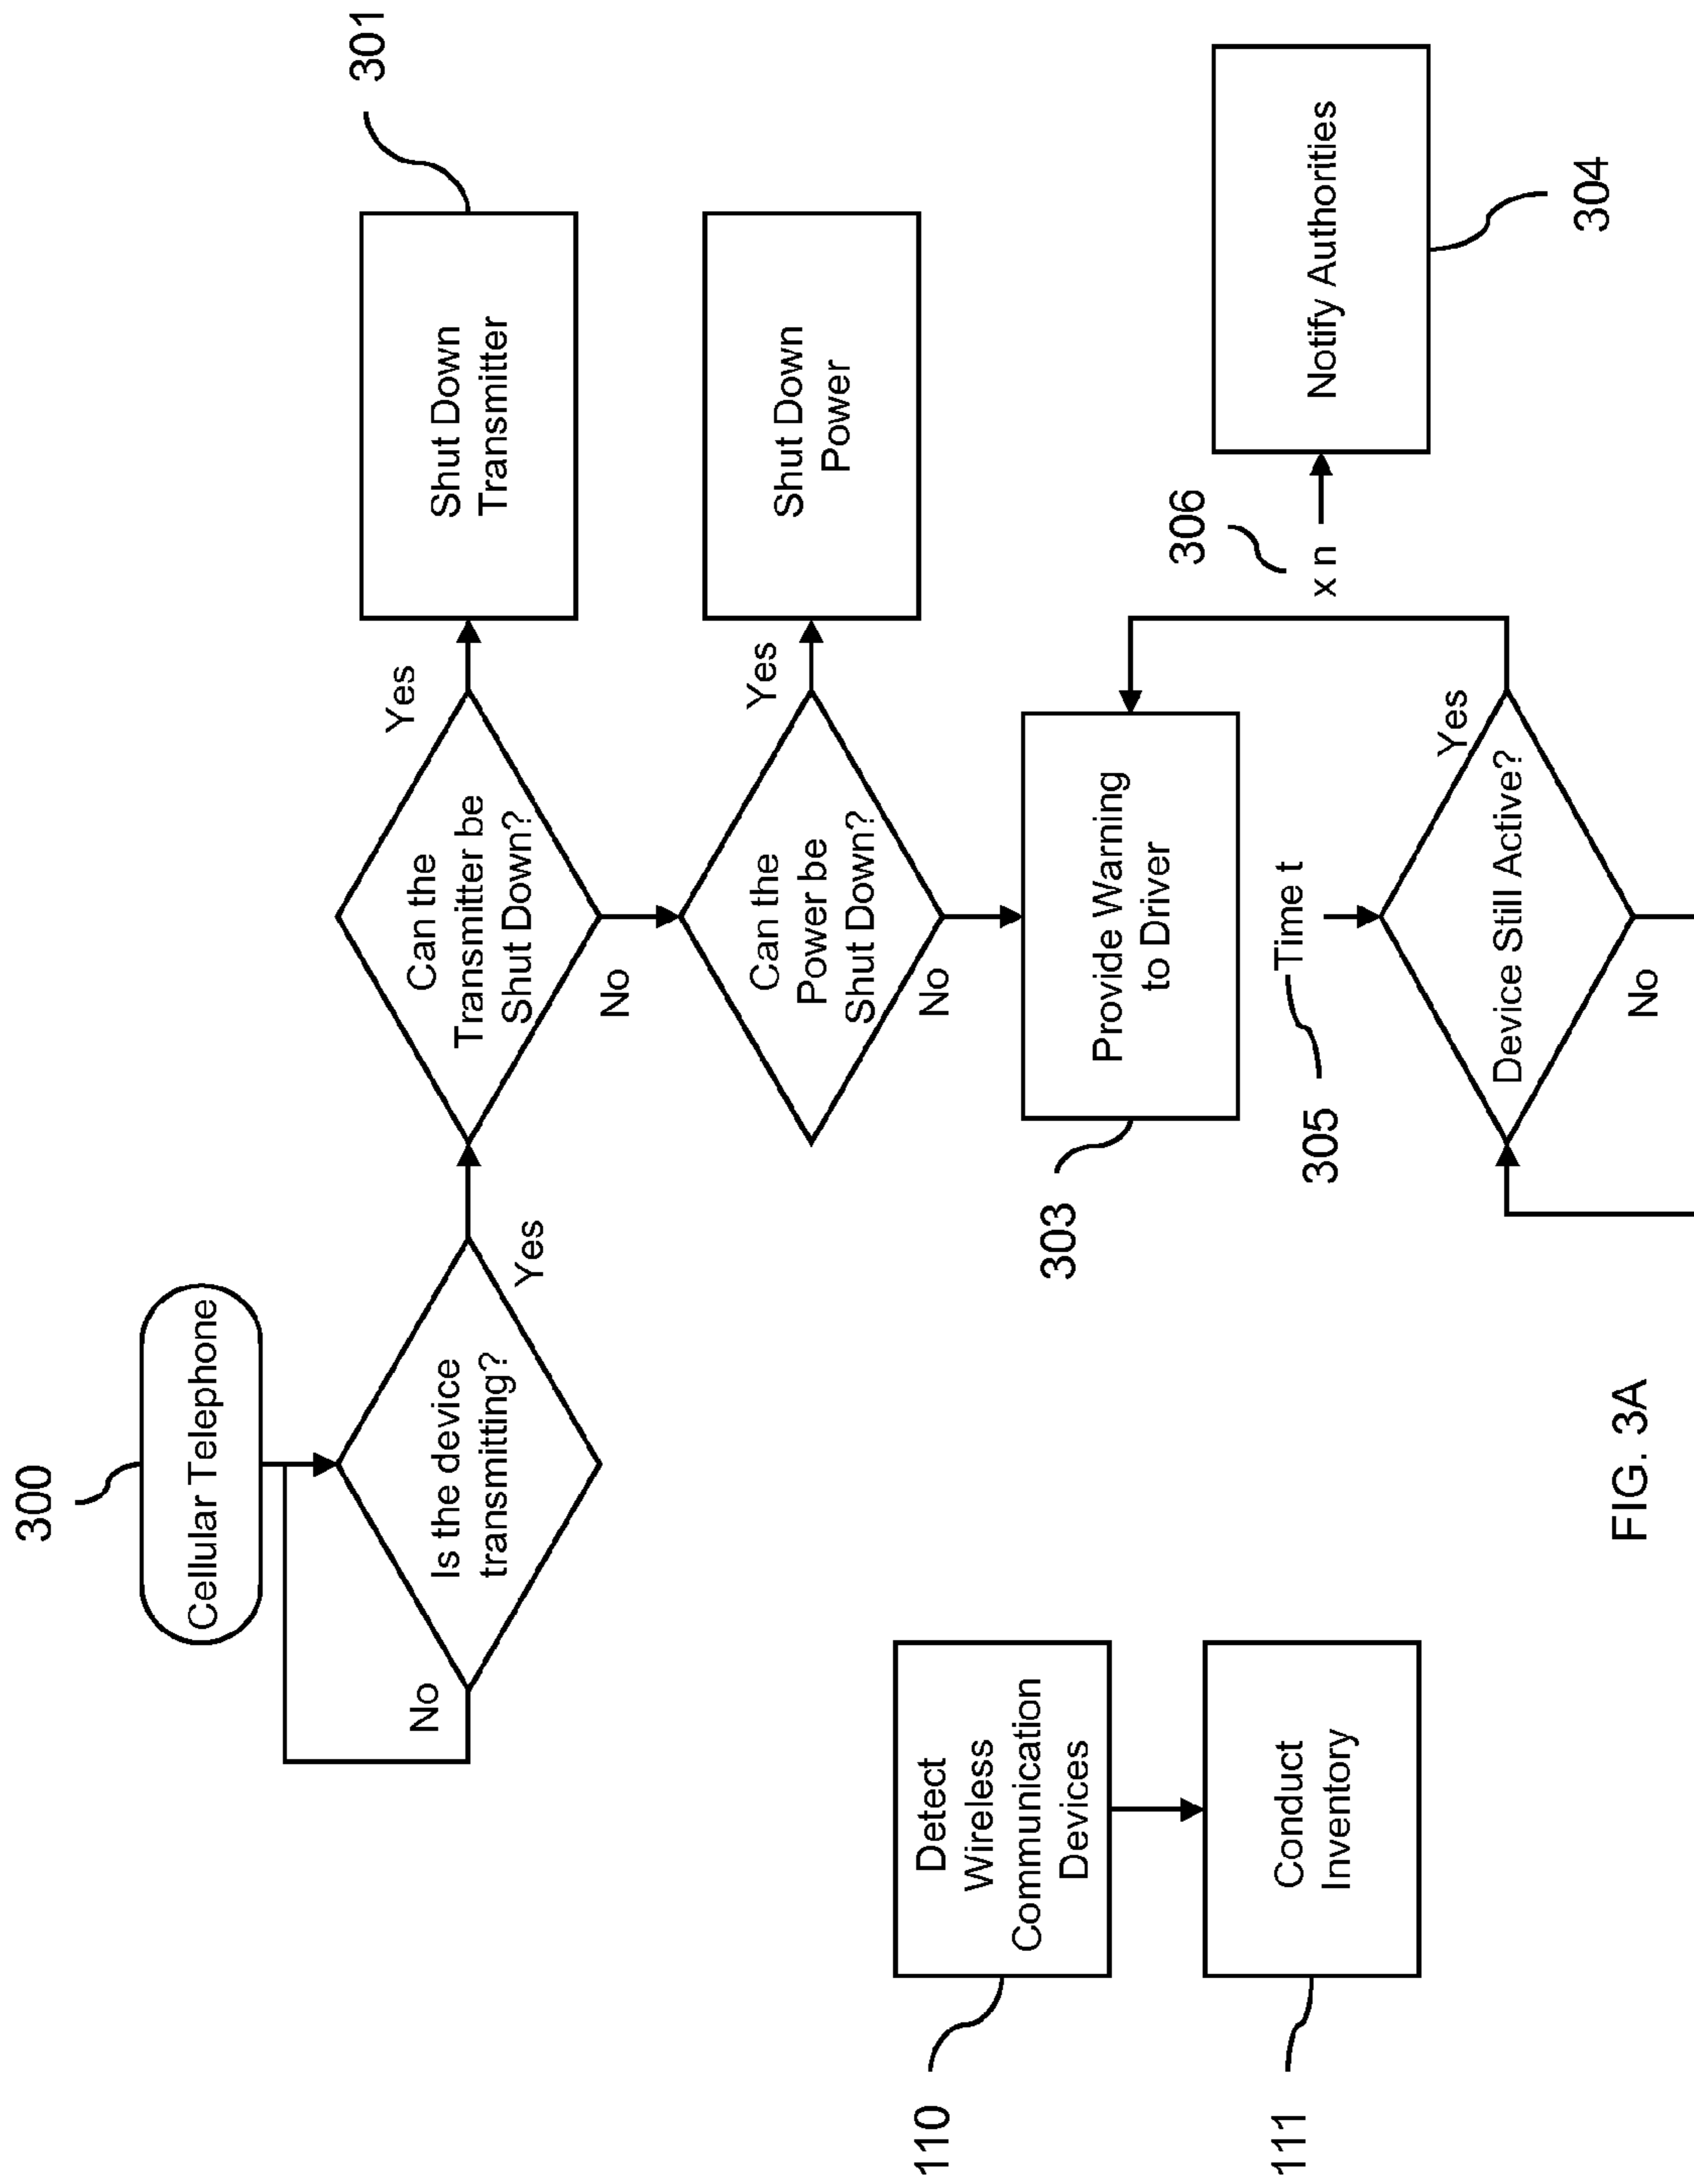 300
Cellular Telephone
Is the device
transmitting?
No
Yes
Can the
Transmitter be
Shut Down?
Yes
No
Shut Down
Transmitter
301
Can the
Power be
Shut Down?
Yes
No
Shut Down
Power
110
Detect
Wireless
Communication
Devices
111
Conduct
Inventory
303
Provide Warning
to Driver
305
Time t
306
x n
Notify Authorities
304
Device Still Active?
Yes
No
FIG. 3A